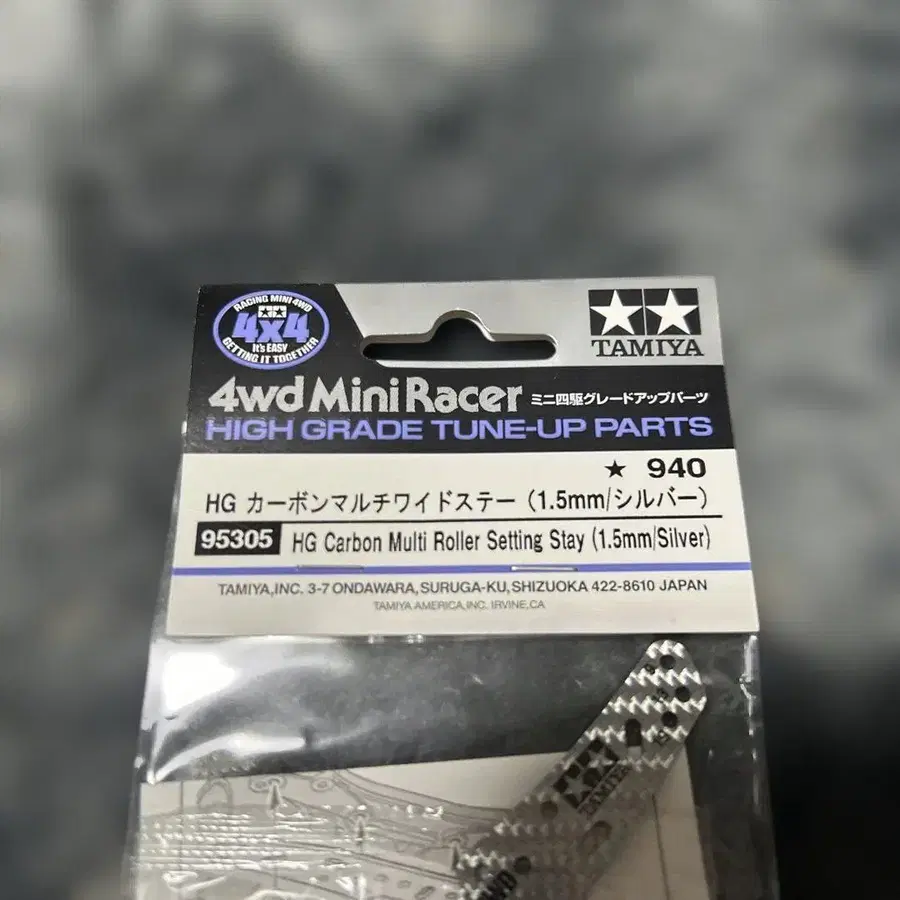 RACING MINI 4WD
4x4
It's EASY
GETTING IT TOGETHER
TAMIYA
4wd Mini Racer ミニ四駆グレードアップパーツ
HIGH GRADE TUNE-UP PARTS
★ 940
HG カーボンマルチワイドステー（1.5mm/シルバー）
95305 HG Carbon Multi Roller Setting Stay (1.5mm/Silver)
TAMIYA,INC. 3-7 ONDAWARA, SURUGA-KU, SHIZUOKA 422-8610 JAPAN
TAMIYA AMERICA,INC. IRVINE,CA
9
13
19
TAMIYA